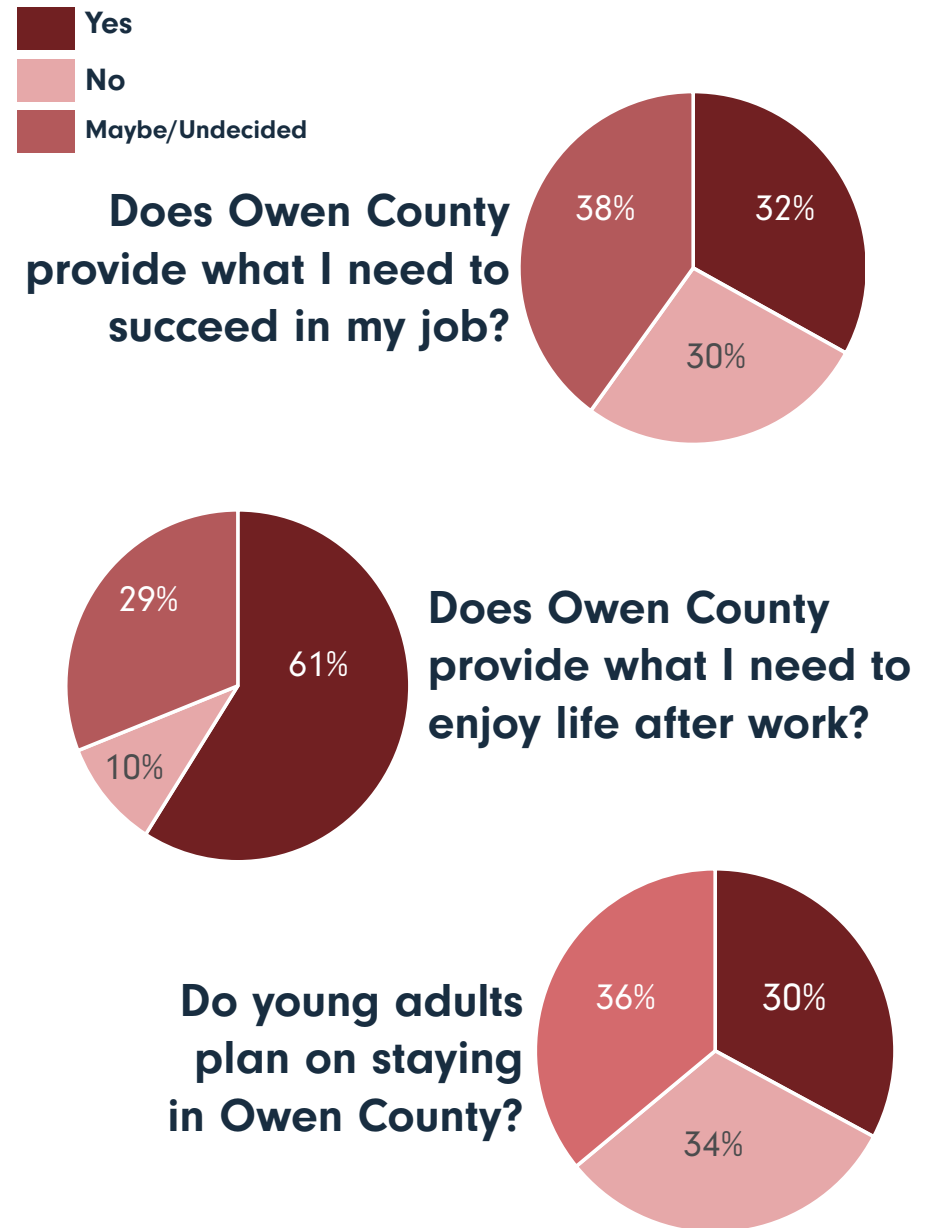 Yes
No
Maybe/Undecided
Does Owen County
provide what I need to
succeed in my job?
38%
32%
30%
29%
61%
10%
Does Owen County
provide what I need to
enjoy life after work?
Do young adults
plan on staying
in Owen County?
36%
30%
34%